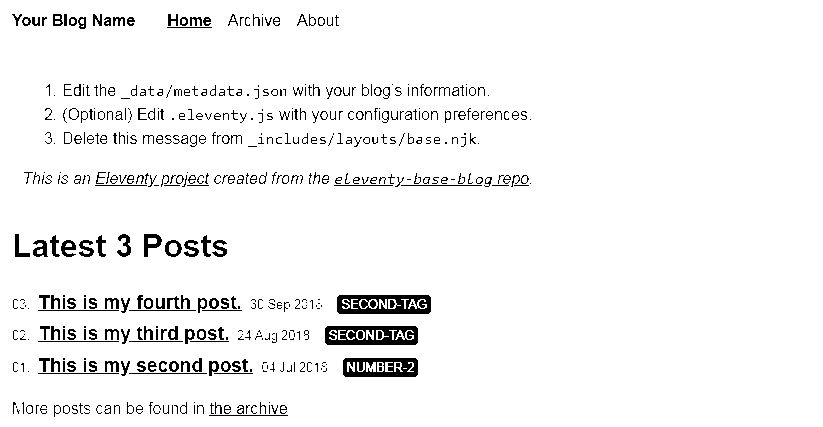 Your Blog Name Home Archive About
1. Edit the _data/metadata.json with your blog's information.
2. (Optional) Edit .eleventy.js with your configuration preferences.
3. Delete this message from _includes/layouts/base.njk.
This is an Eleventy project created from the eleventy-base-blog repo.
Latest 3 Posts
03. This is my fourth post. 30 Sep 2018 SECOND-TAG
02. This is my third post. 24 Aug 2018 SECOND-TAG
01. This is my second post. 04 Jul 2018 NUMBER-2
More posts can be found in the archive